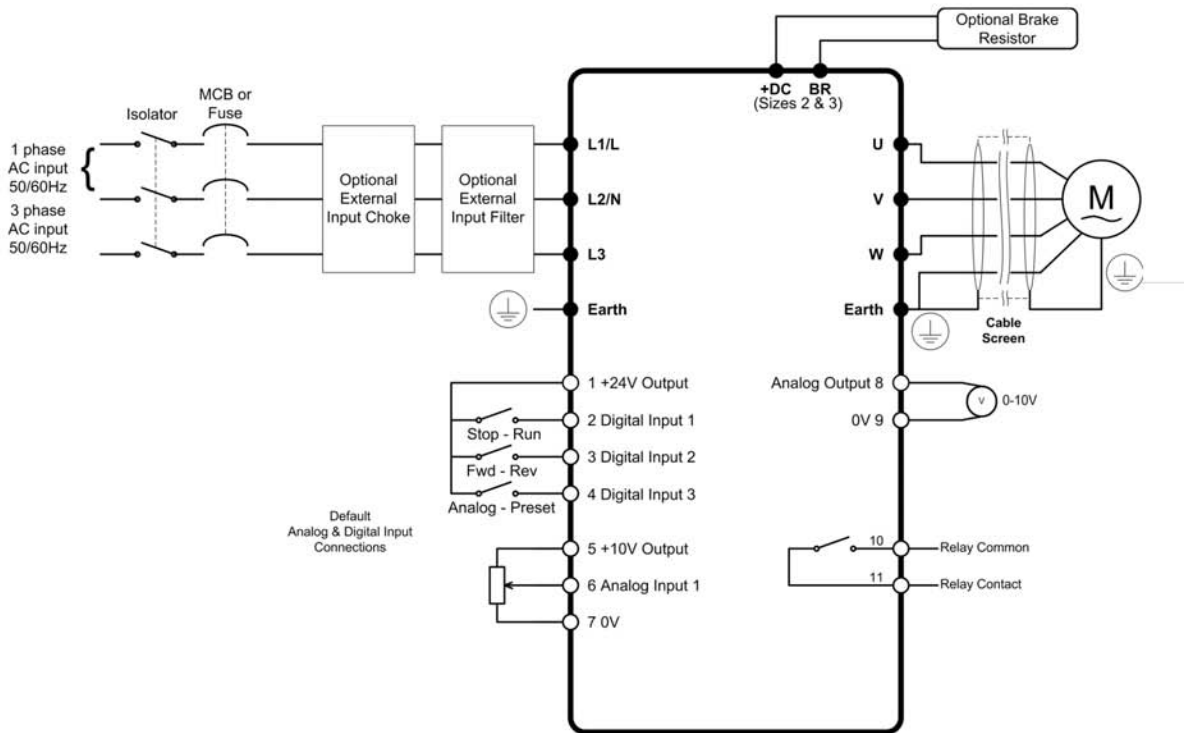 Optional Brake
Resistor
+DC BR
(Sizes 2 & 3)
MCB or
Fuse
Isolator
1 phase
AC input
50/60Hz
3 phase
AC input
50/60Hz
{
Optional
External
Input Choke
Optional
External
Input Filter
L1/L
L2/N
L3
Earth
U
V
W
Earth
M
Cable
Screen
1 +24V Output
2 Digital Input 1
Stop - Run
3 Digital Input 2
Fwd - Rev
4 Digital Input 3
Analog - Preset
Default
Analog & Digital Input
Connections
5 +10V Output
6 Analog Input 1
7 0V
Analog Output 8
V
0-10V
0V 9
10
Relay Common
11
Relay Contact